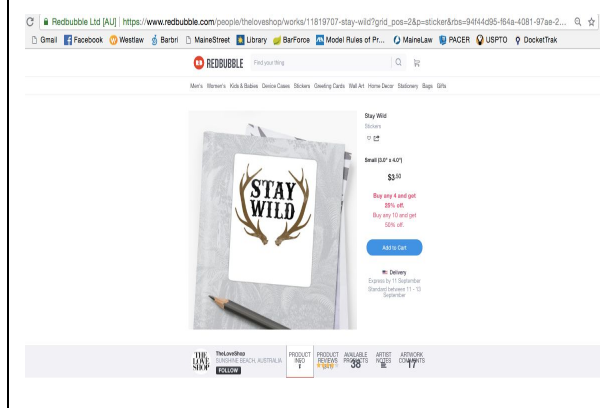 Redbubble Ltd [AU] | https://www.redbubble.com/people/theloveshop/works/11819707-stay-wild?grid_pos=2&p=sticker&rbs=94f44d95-f64a-4081-97ae-2...
Gmail Facebook Westlaw Barbri MaineStreet Library BarForce Model Rules of Pr... MaineLaw PACER USPTO DocketTrak
REDBUBBLE Find your thing
Men's Women's Kids & Babies Device Cases Stickers Greeting Cards Wall Art Home Decor Stationery Bags Gifts
STAY
WILD
Stay Wild
Stickers
Small (3.0" x 4.0")
$3.50
Buy any 4 and get
off.
Buy any 10 and get
50% off.
Add to Cart
Delivery
Express by 11 September
Standard between 11 - 13
September
THE
LOVE
SHOP
TheLoveShop
SUNSHINE BEACH, AUSTRALIA
FOLLOW
PRODUCT
INFO
PRODUCT
REVIEWS
AVAILABLE
PRODUCTS
38
ARTIST
NOTES
ARTWORK
COMMENTS
17